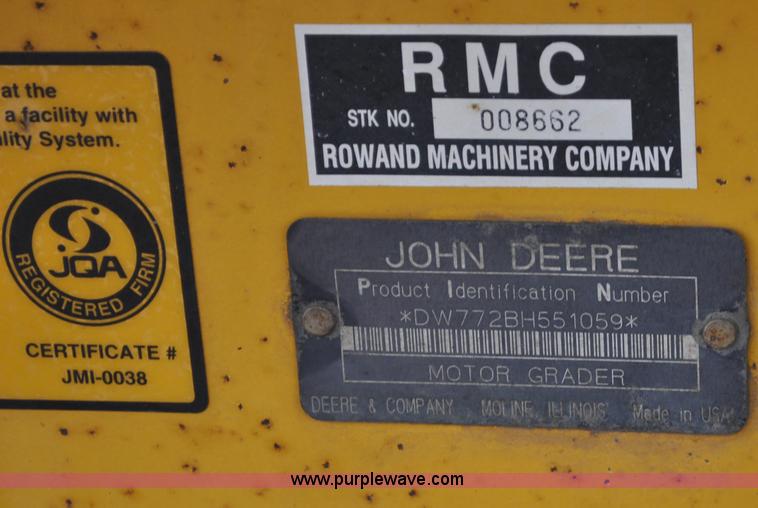 at the
a facility with
ality System.
JQA
REGISTERED FIRM
CERTIFICATE #
JMI-0038
RMC
STK NO. 008662
ROWAND MACHINERY COMPANY
JOHN DEERE
Product Identification Number
*DW772BH551059*
MOTOR GRADER
DEERE & COMPANY MOLINE, ILLINOIS Made in USA
www.purplewave.com